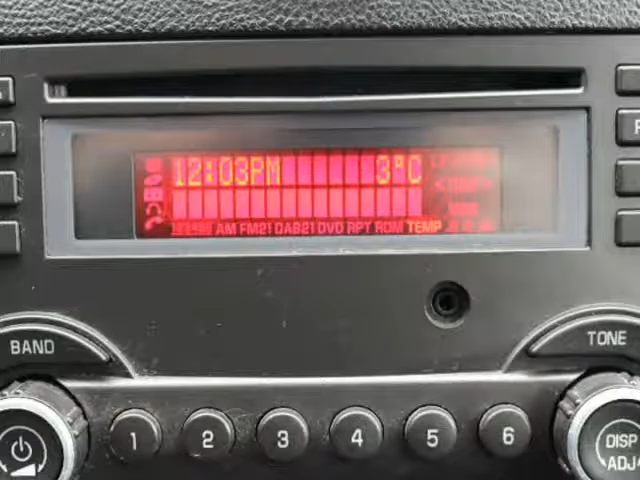 12:03PM 3°C
AM FM21 DAB21 DVD RPT RDM TEMP
BAND
TONE
1 2 3 4 5 6
DISP
ADJ